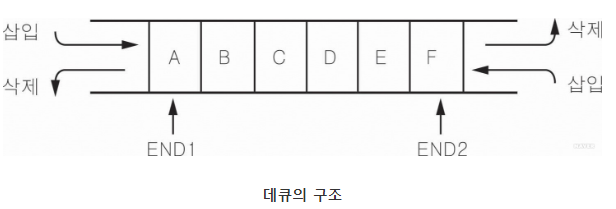 삽입 삭제
A B C D E F
삭제 삽입
END1 END2
데큐의 구조